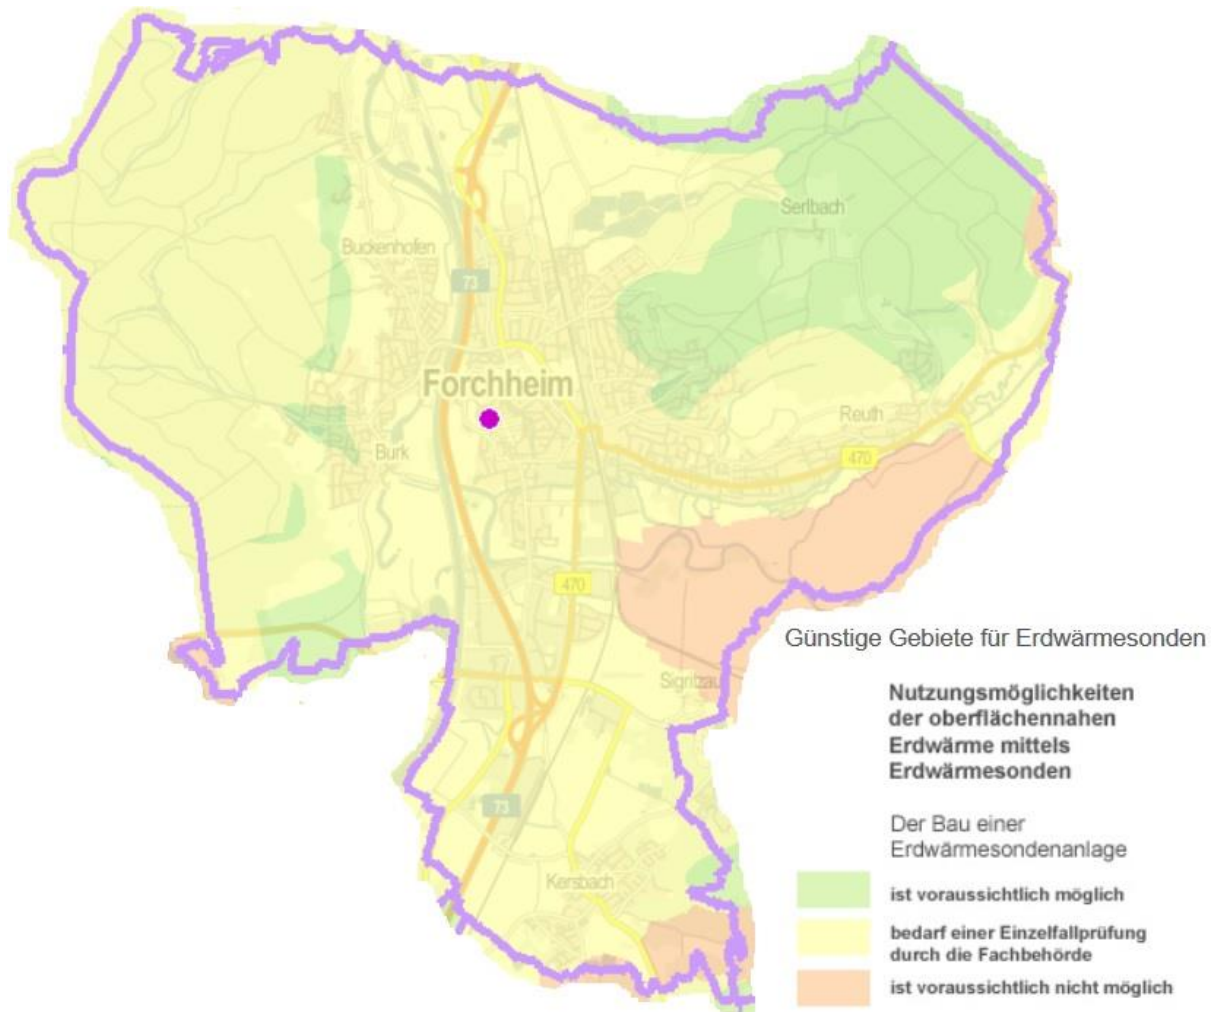 Serlbach
Buckenhofen
73
Forchheim
Reuth
Burk
470
470
Günstige Gebiete für Erdwärmesonden
Sigritzau
Nutzungsmöglichkeiten
der oberflächennahen
Erdwärme mittels
Erdwärmesonden
73
Der Bau einer
Erdwärmesondenanlage
Kersbach
ist voraussichtlich möglich
bedarf einer Einzelfallprüfung
durch die Fachbehörde
ist voraussichtlich nicht möglich